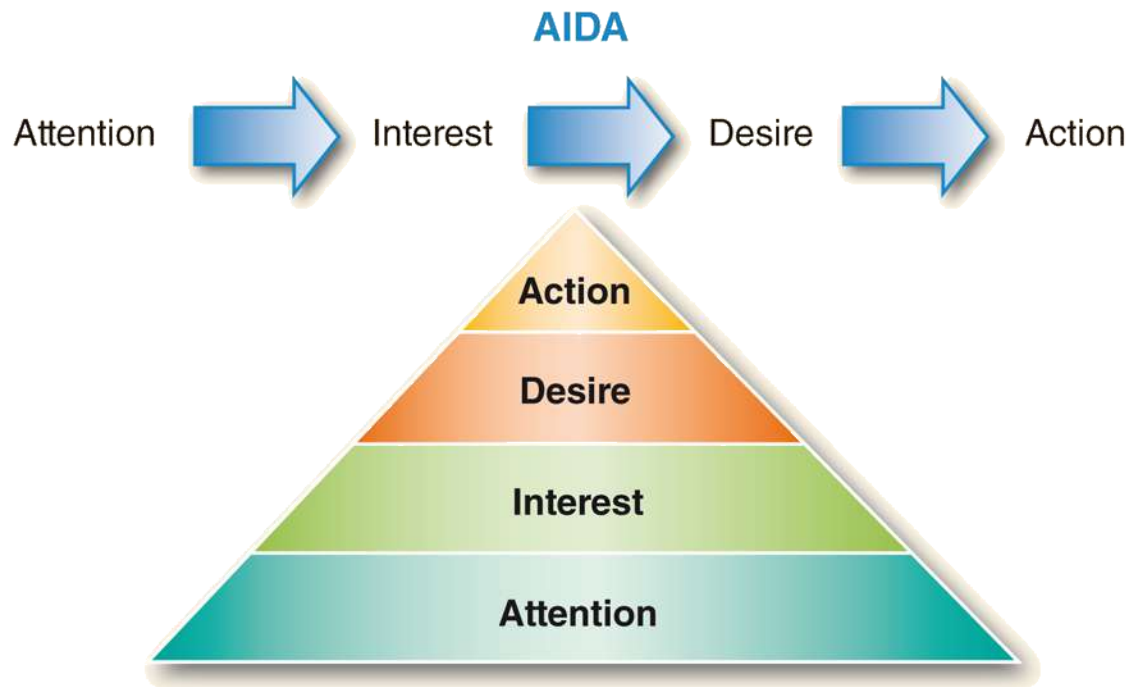 AIDA
Attention Interest Desire Action
Action
Desire
Interest
Attention